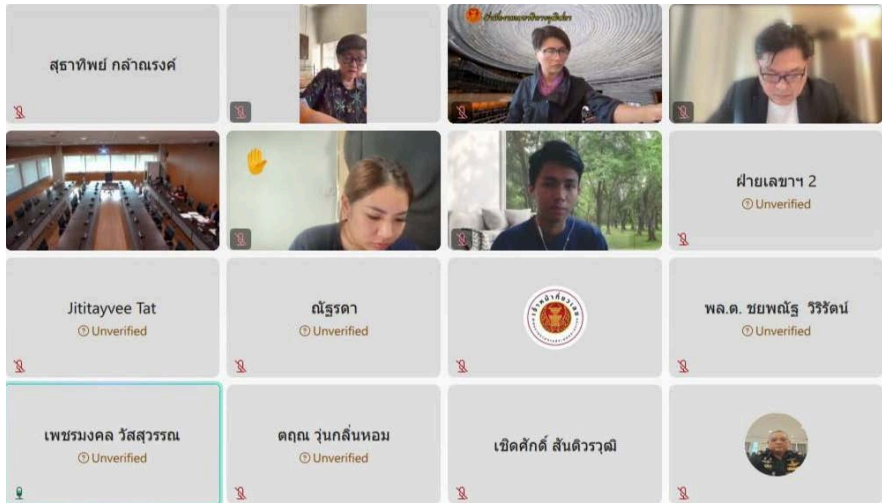 สุธาทิพย์ กล้าณรงค์
ฝ่ายเลขาฯ 2
Unverified
Jititayvee Tat
Unverified
ณัฐรดา
Unverified
พล.ต. ชยพณัฐ วิริรัตน์
Unverified
เพชรมงคล วัสสุวรรณ
Unverified
ตฤณ วุ่นกลิ่นหอม
Unverified
เชิดศักดิ์ สันติวรวุฒิ